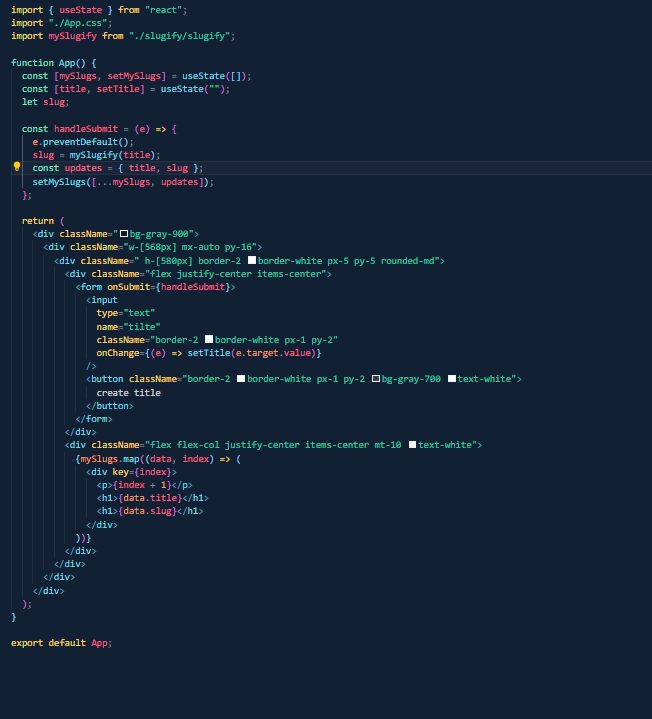 import { useState } from "react";
import "./App.css";
import mySlugify from "./slugify/slugify";
function App() {
const [mySlugs, setMySlugs] = useState([]);
const [title, setTitle] = useState("");
let slug;
const handleSubmit = (e) => {
e.preventDefault();
slug = mySlugify(title);
const updates = { title, slug };
setMySlugs([...mySlugs, updates]);
};
return (
<div className="bg-gray-900">
<div className="w-[568px] mx-auto py-16">
<div className=" h-[580px] border-2 border-white px-5 py-5 rounded-md">
<div className="flex justify-center items-center">
<form onSubmit={handleSubmit}>
<input
type="text"
name="tilte"
className="border-2 border-white px-1 py-2"
onChange={(e) => setTitle(e.target.value)}
/>
<button className="border-2 border-white px-1 py-2 bg-gray-700 text-white">
create title
</button>
</form>
</div>
<div className="flex flex-col justify-center items-center mt-10 text-white">
{mySlugs.map((data, index) => (
<div key={index}>
<p>{index + 1}</p>
<h1>{data.title}</h1>
<h1>{data.slug}</h1>
</div>
))}
</div>
</div>
</div>
</div>
);
}
export default App;